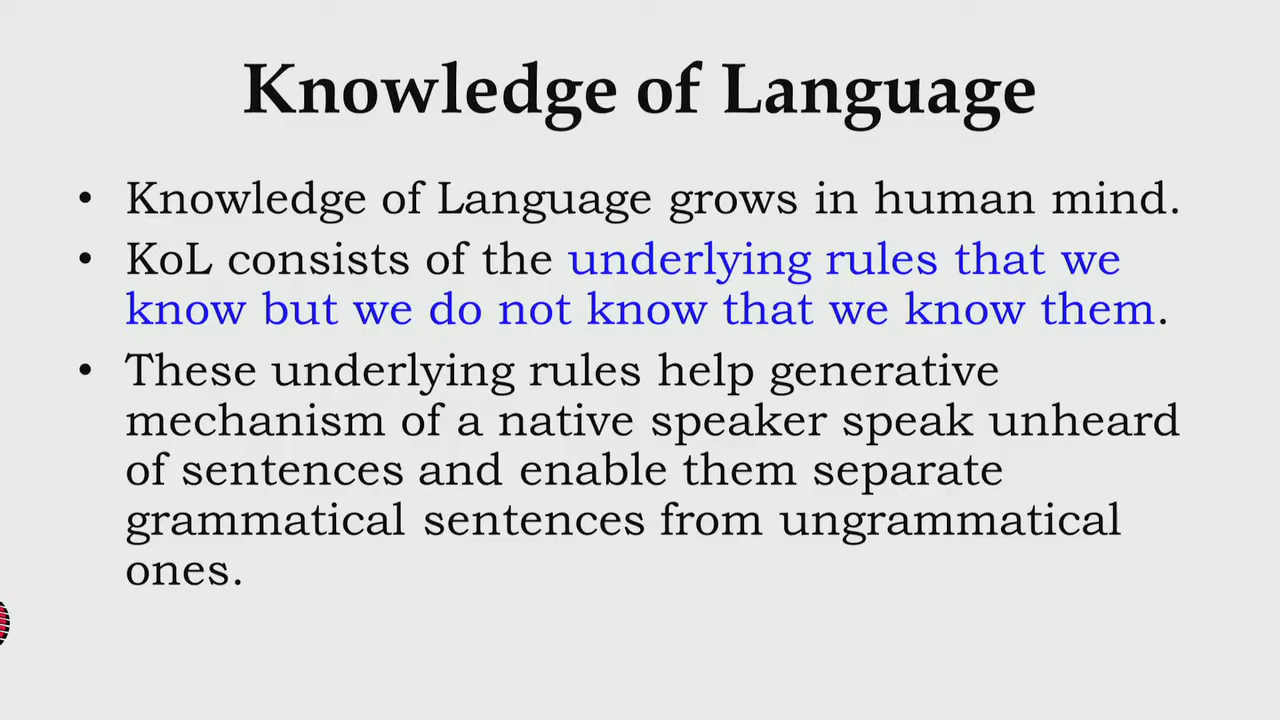 Knowledge of Language
• Knowledge of Language grows in human mind.
• KoL consists of the underlying rules that we
know but we do not know that we know them.
• These underlying rules help generative
mechanism of a native speaker speak unheard
of sentences and enable them separate
grammatical sentences from ungrammatical
ones.